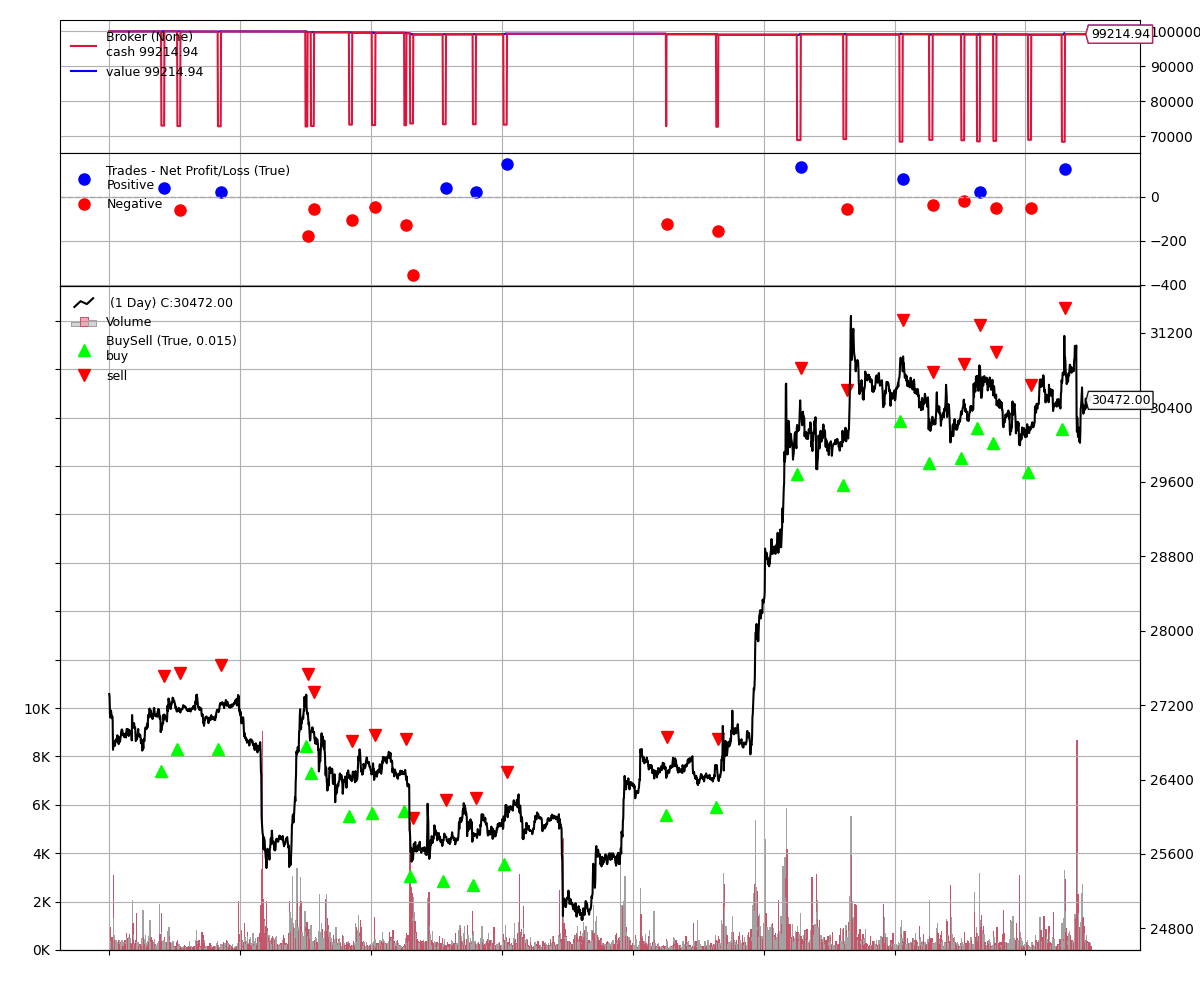 Broker (None)
cash 99214.94
value 99214.94
99214.94
100000
90000
80000
70000
Trades - Net Profit/Loss (True)
Positive
Negative
0
−200
−400
(1 Day) C:30472.00
Volume
BuySell (True, 0.015)
buy
sell
31200
30472.00
30400
29600
28800
28000
27200
26400
25600
24800
10K
8K
6K
4K
2K
0K